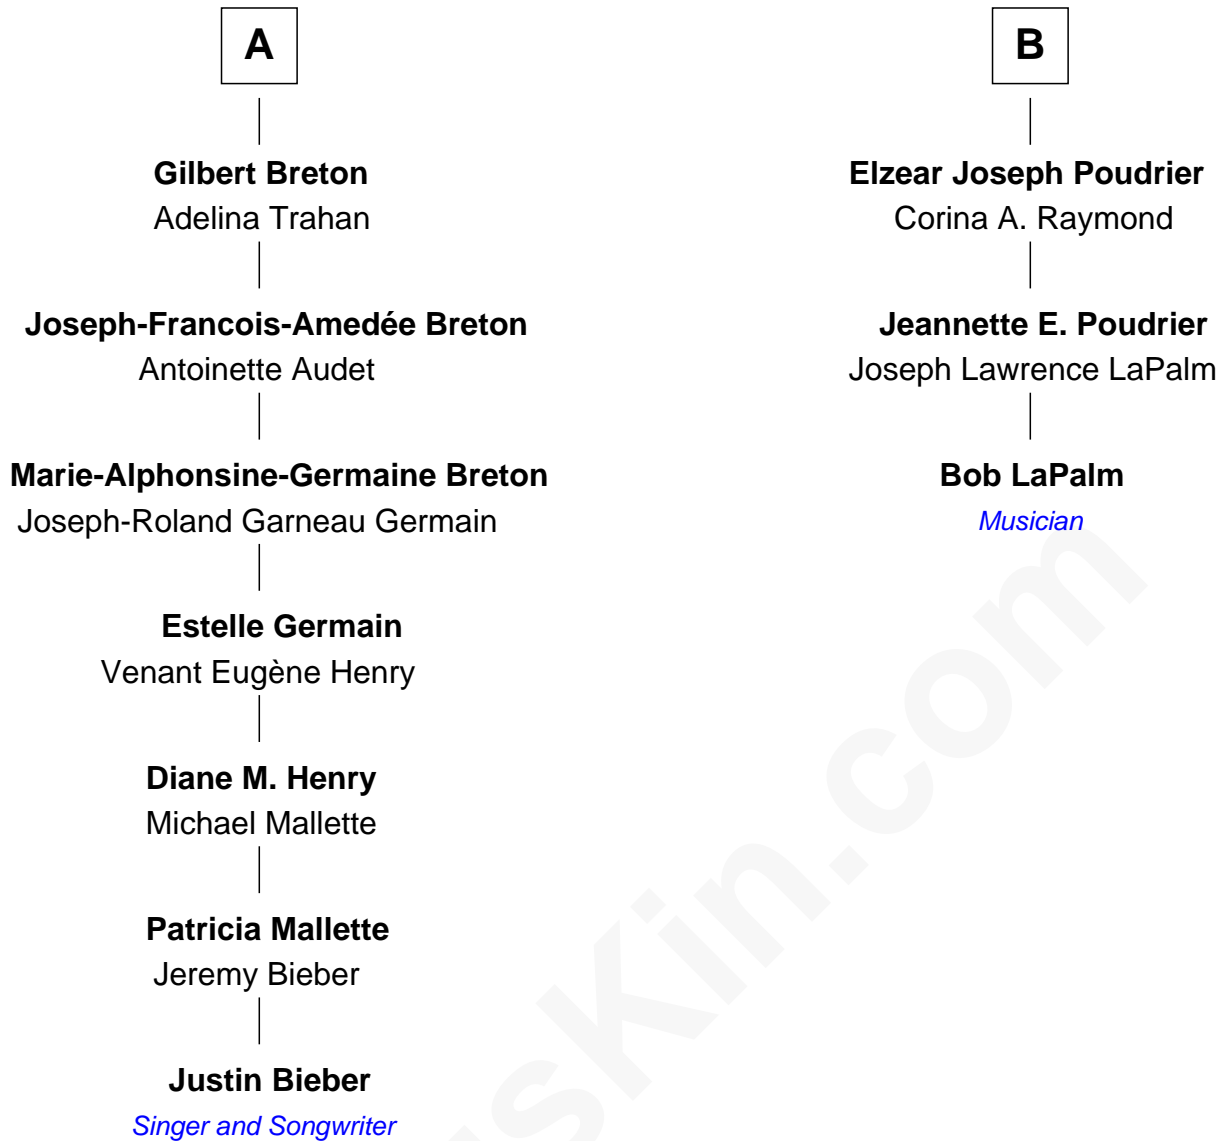 A
Gilbert Breton
Adelina Trahan
Joseph-Francois-Amedée Breton
Antoinette Audet
Marie-Alphonsine-Germaine Breton
Joseph-Roland Garneau Germain
Estelle Germain
Venant Eugène Henry
Diane M. Henry
Michael Mallette
Patricia Mallette
Jeremy Bieber
Justin Bieber
Singer and Songwriter
B
Elzear Joseph Poudrier
Corina A. Raymond
Jeannette E. Poudrier
Joseph Lawrence LaPalm
Bob LaPalm
Musician
sKin.com